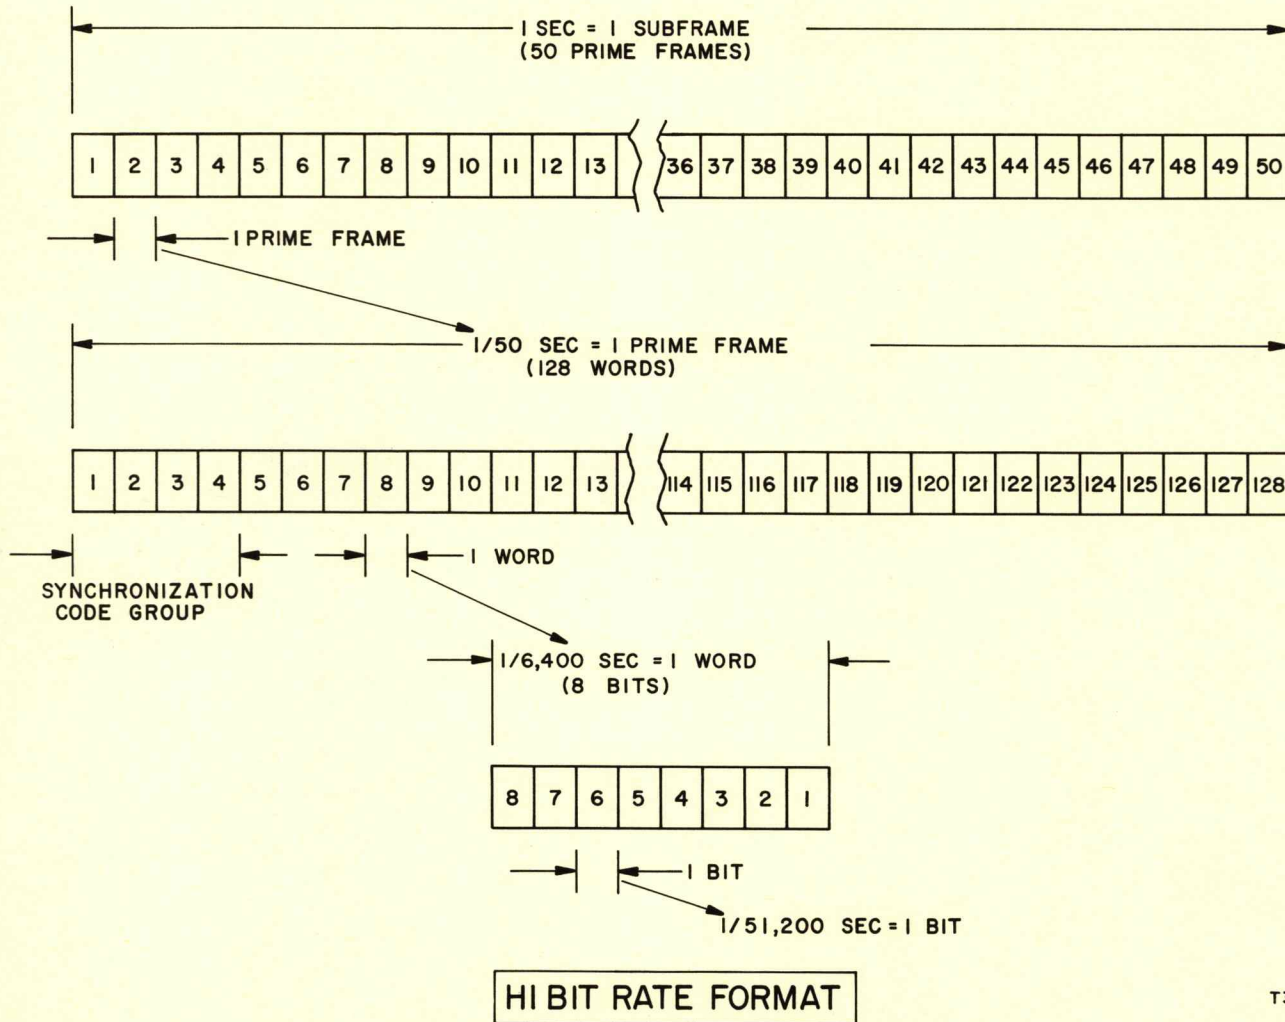 1 SEC = 1 SUBFRAME
(50 PRIME FRAMES)
1 2 3 4 5 6 7 8 9 10 11 12 13 36 37 38 39 40 41 42 43 44 45 46 47 48 49 50
1 PRIME FRAME
1/50 SEC = 1 PRIME FRAME
(128 WORDS)
1 2 3 4 5 6 7 8 9 10 11 12 13 114 115 116 117 118 119 120 121 122 123 124 125 126 127 128
1 WORD
SYNCHRONIZATION
CODE GROUP
1/6,400 SEC = 1 WORD
(8 BITS)
8 7 6 5 4 3 2 1
1 BIT
1/51,200 SEC = 1 BIT
HI BIT RATE FORMAT